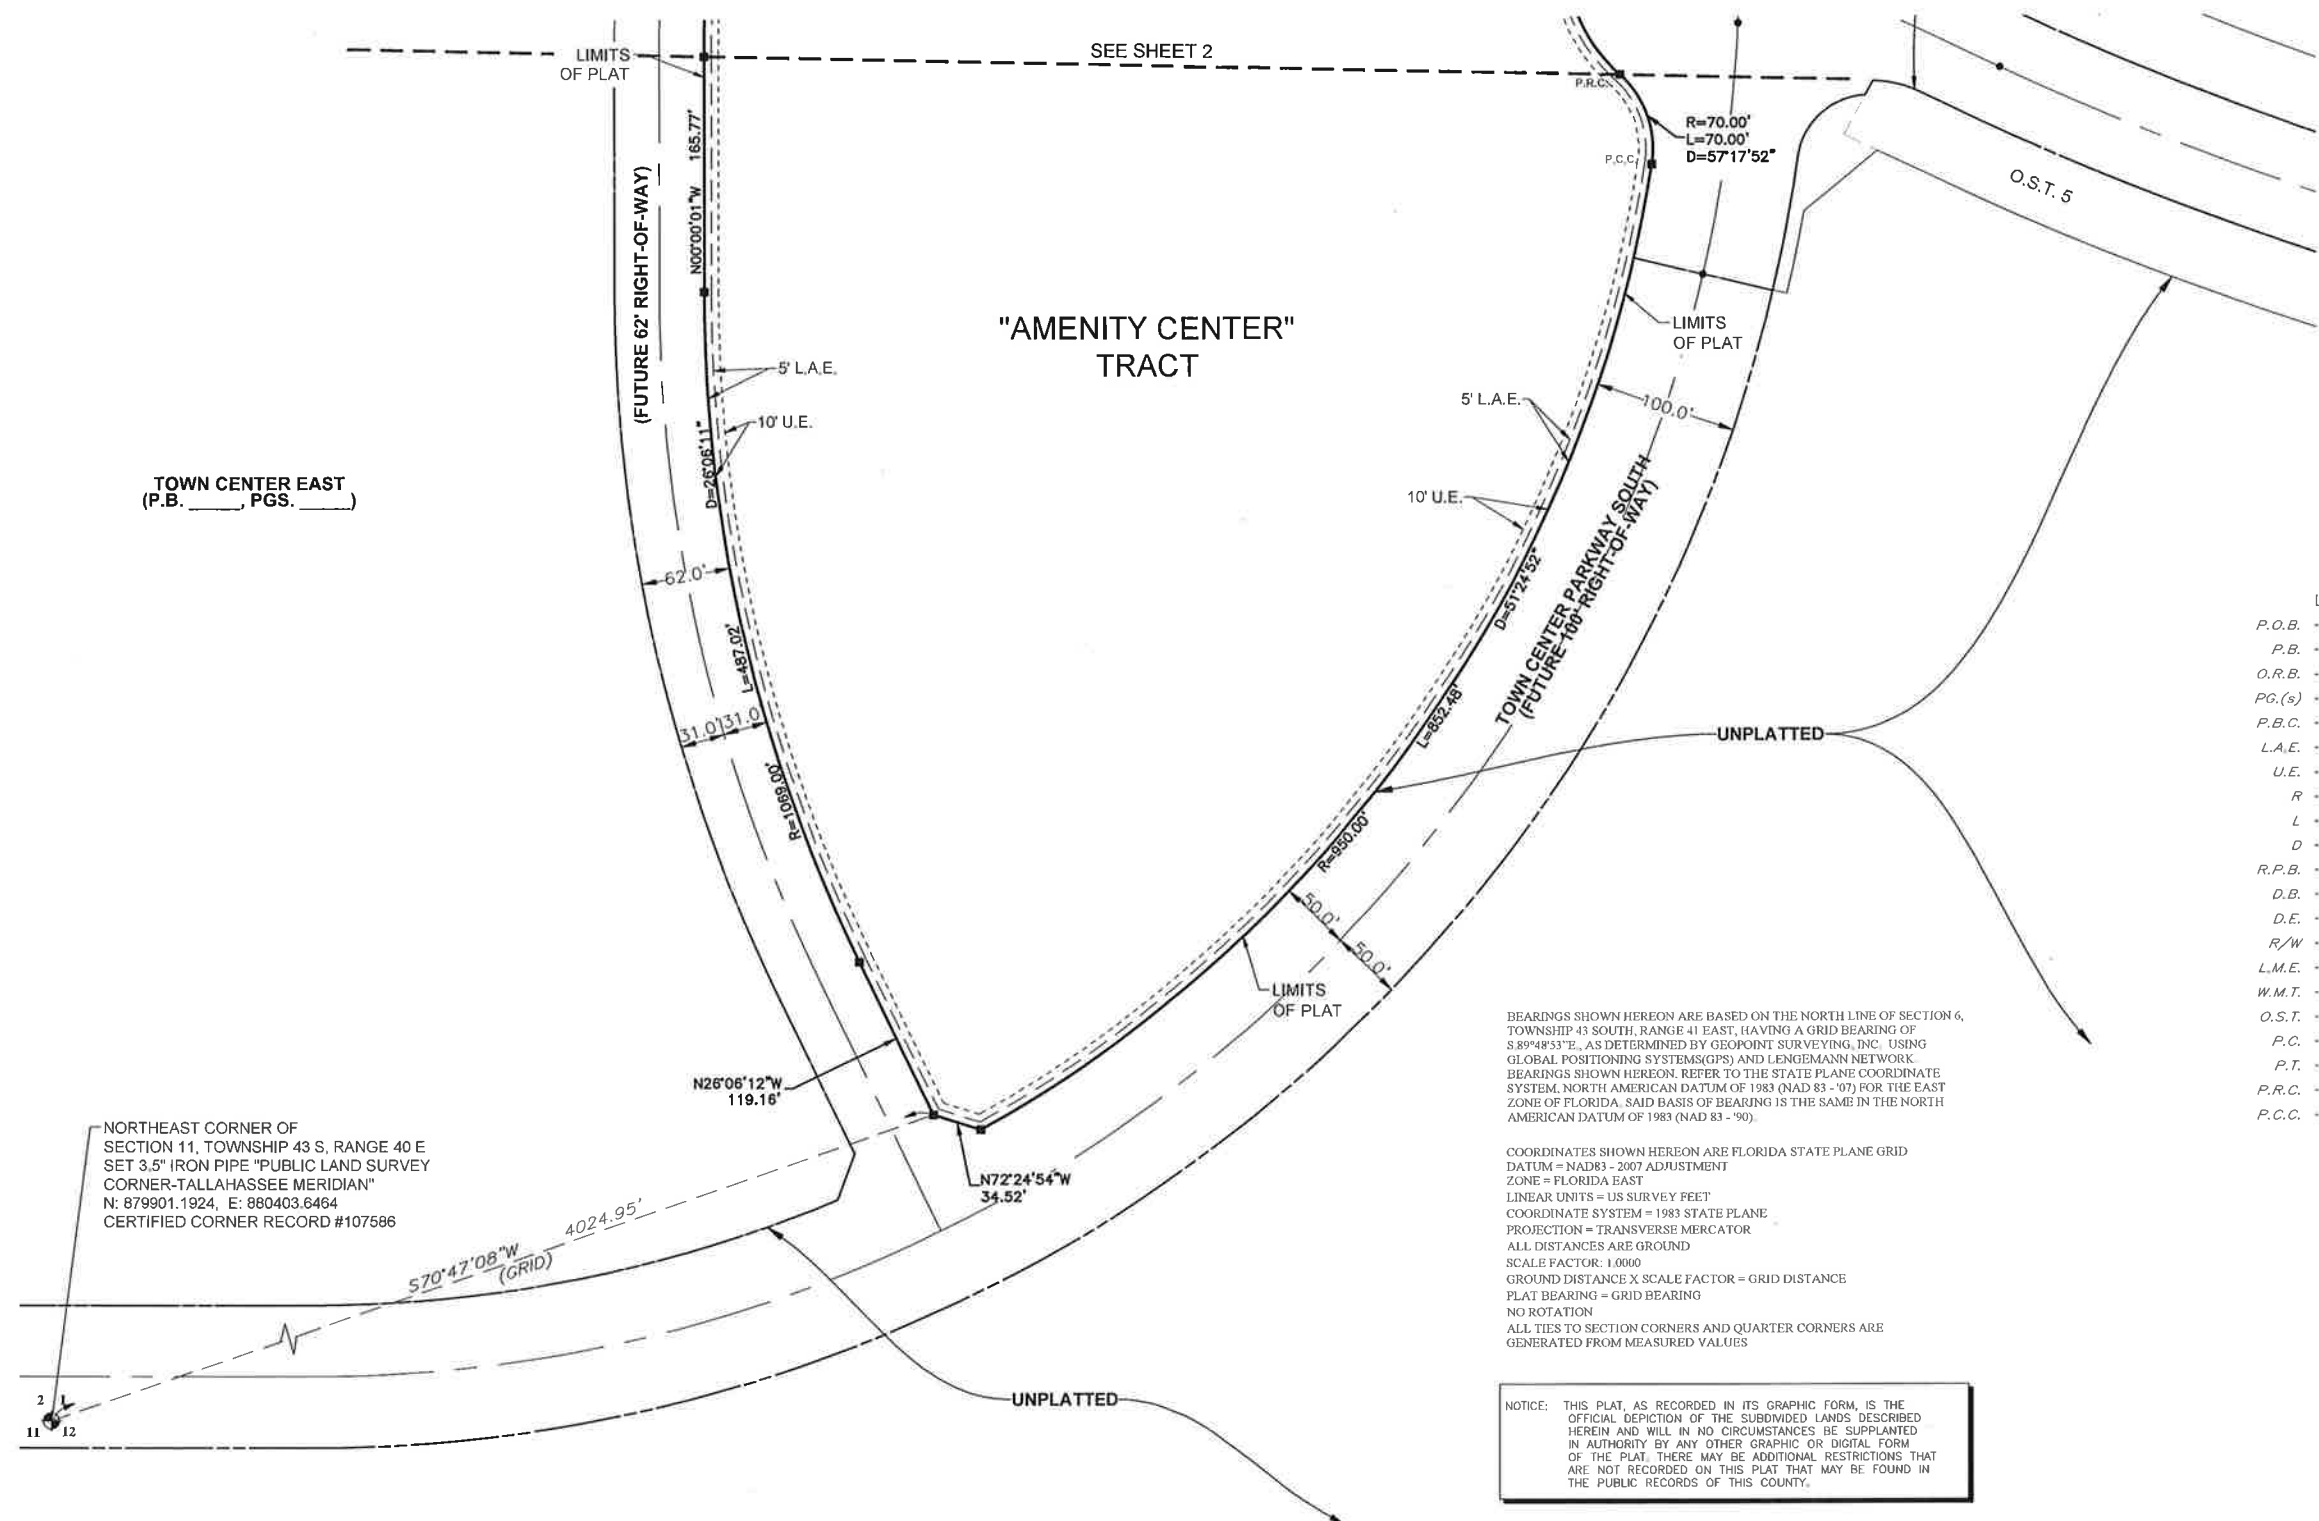 SEE SHEET 2
LIMITS
OF PLAT
165.77'
N00°00'01"W
(FUTURE 62' RIGHT-OF-WAY)
P.R.C.
R=70.00'
L=70.00'
D=57°17'52"
P.C.C.
O.S.T. 5
"AMENITY CENTER"
TRACT
LIMITS
OF PLAT
5' L.A.E.
10' U.E.
D=26°06'11"
5' L.A.E.
100.0'
10' U.E.
TOWN CENTER EAST
(P.B. _____, PGS. _____)
62.0'
L=487.02'
31.0'
31.0'
R=1069.00'
D=51°24'52"
TOWN CENTER PARKWAY SOUTH
(FUTURE 100' RIGHT-OF-WAY)
L=852.48'
R=950.00'
UNPLATTED
50.0'
50.0'
LIMITS
OF PLAT
N26°06'12"W
119.16'
N72°24'54"W
34.52'
NORTHEAST CORNER OF
SECTION 11, TOWNSHIP 43 S, RANGE 40 E
SET 3.5" IRON PIPE "PUBLIC LAND SURVEY
CORNER-TALLAHASSEE MERIDIAN"
N: 879901.1924, E: 880403.6464
CERTIFIED CORNER RECORD #107586
4024.95'
S70°47'08"W
(GRID)
2 1
11 12
UNPLATTED
P.O.B. -
P.B. -
O.R.B. -
PG.(s) -
P.B.C. -
L.A.E. -
U.E. -
R -
L -
D -
R.P.B. -
D.B. -
D.E. -
R/W -
L.M.E. -
W.M.T. -
O.S.T. -
P.C. -
P.T. -
P.R.C. -
P.C.C. -
BEARINGS SHOWN HEREON ARE BASED ON THE NORTH LINE OF SECTION 6,
TOWNSHIP 43 SOUTH, RANGE 41 EAST, HAVING A GRID BEARING OF
S.89°48'53"E., AS DETERMINED BY GEOPOINT SURVEYING, INC. USING
GLOBAL POSITIONING SYSTEMS(GPS) AND LENGEMANN NETWORK.
BEARINGS SHOWN HEREON, REFER TO THE STATE PLANE COORDINATE
SYSTEM, NORTH AMERICAN DATUM OF 1983 (NAD 83 - '07) FOR THE EAST
ZONE OF FLORIDA. SAID BASIS OF BEARING IS THE SAME IN THE NORTH
AMERICAN DATUM OF 1983 (NAD 83 - '90).
COORDINATES SHOWN HEREON ARE FLORIDA STATE PLANE GRID
DATUM = NAD83 - 2007 ADJUSTMENT
ZONE = FLORIDA EAST
LINEAR UNITS = US SURVEY FEET
COORDINATE SYSTEM = 1983 STATE PLANE
PROJECTION = TRANSVERSE MERCATOR
ALL DISTANCES ARE GROUND
SCALE FACTOR: 1.0000
GROUND DISTANCE X SCALE FACTOR = GRID DISTANCE
PLAT BEARING = GRID BEARING
NO ROTATION
ALL TIES TO SECTION CORNERS AND QUARTER CORNERS ARE
GENERATED FROM MEASURED VALUES
NOTICE: THIS PLAT, AS RECORDED IN ITS GRAPHIC FORM, IS THE
OFFICIAL DEPICTION OF THE SUBDIVIDED LANDS DESCRIBED
HEREIN AND WILL IN NO CIRCUMSTANCES BE SUPPLANTED
IN AUTHORITY BY ANY OTHER GRAPHIC OR DIGITAL FORM
OF THE PLAT. THERE MAY BE ADDITIONAL RESTRICTIONS THAT
ARE NOT RECORDED ON THIS PLAT THAT MAY BE FOUND IN
THE PUBLIC RECORDS OF THIS COUNTY.